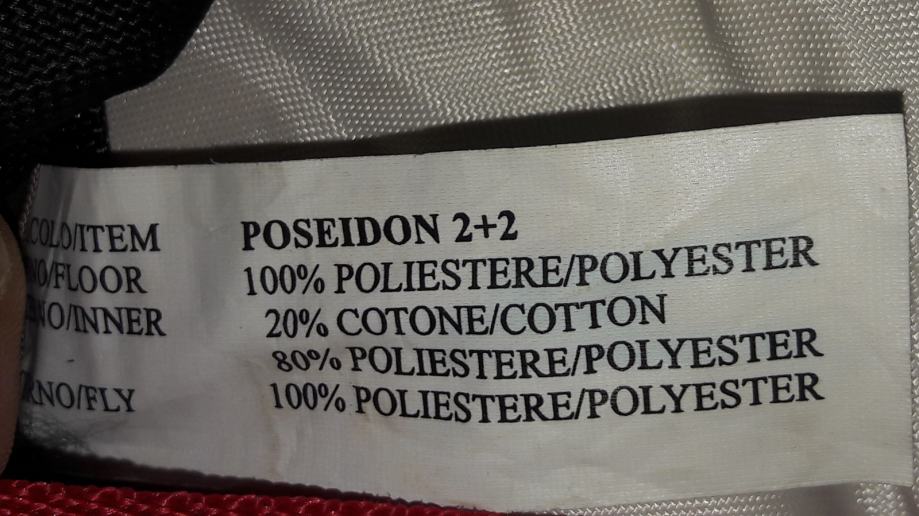 COLO/ITEM POSEIDON 2+2
NO/FLOOR 100% POLIESTERE/POLYESTER
RNO/INNER 20% COTONE/COTTON
80% POLIESTERE/POLYESTER
RNO/FLY 100% POLIESTERE/POLYESTER